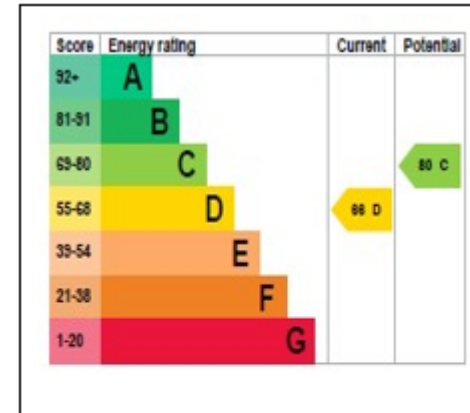 Score Energy rating Current Potential
92+ A
81-91 B
69-80 C 80 C
55-68 D 66 D
39-54 E
21-38 F
1-20 G